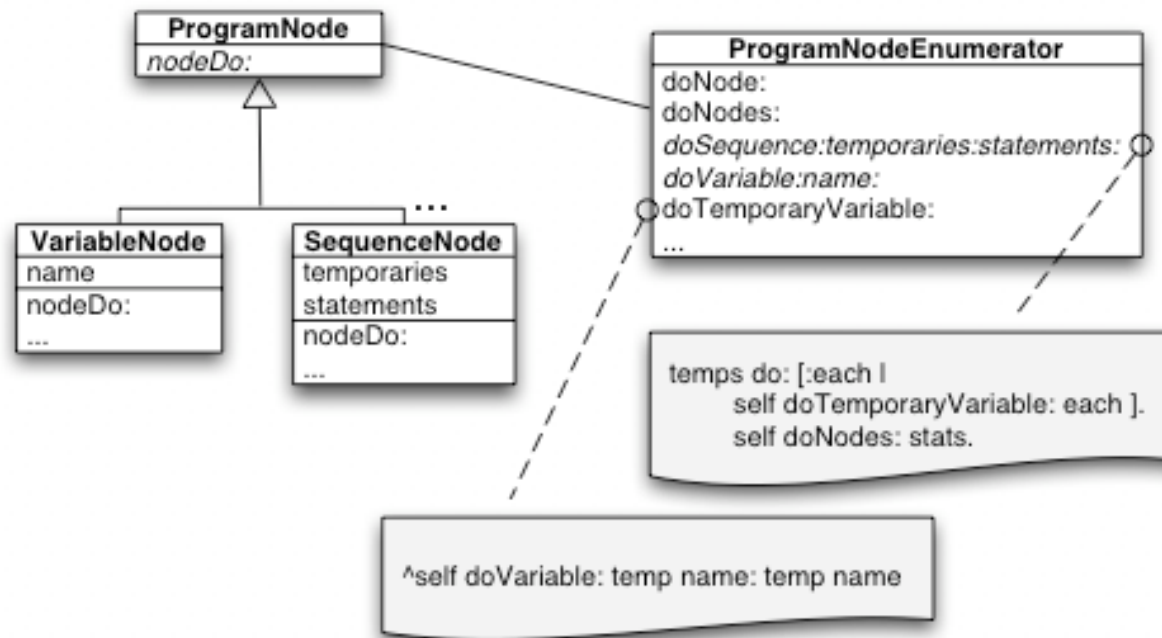 ProgramNode
nodeDo:
ProgramNodeEnumerator
doNode:
doNodes:
doSequence:temporaries:statements:
doVariable:name:
doTemporaryVariable:
...
...
VariableNode
name
nodeDo:
...
SequenceNode
temporaries
statements
nodeDo:
...
temps do: [:each |
self doTemporaryVariable: each ].
self doNodes: stats.
^self doVariable: temp name: temp name